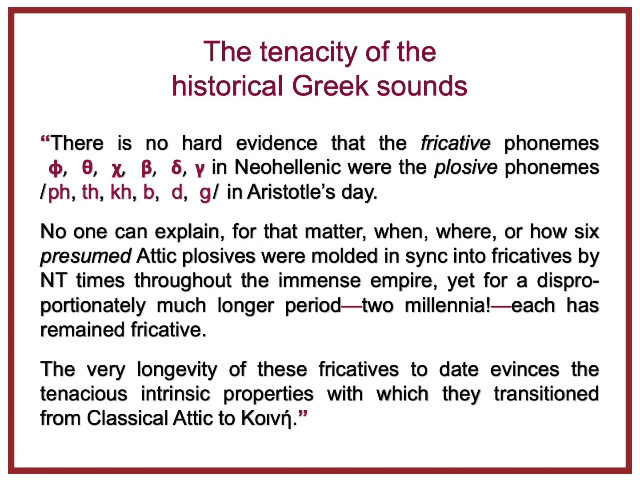 The tenacity of the
historical Greek sounds
“There is no hard evidence that the fricative phonemes
φ, θ, χ, β, δ, γ in Neohellenic were the plosive phonemes
/ph, th, kh, b, d, g/ in Aristotle’s day.
No one can explain, for that matter, when, where, or how six
presumed Attic plosives were molded in sync into fricatives by
NT times throughout the immense empire, yet for a dispro-
portionately much longer period—two millennia!—each has
remained fricative.
The very longevity of these fricatives to date evinces the
tenacious intrinsic properties with which they transitioned
from Classical Attic to Κοινή.”